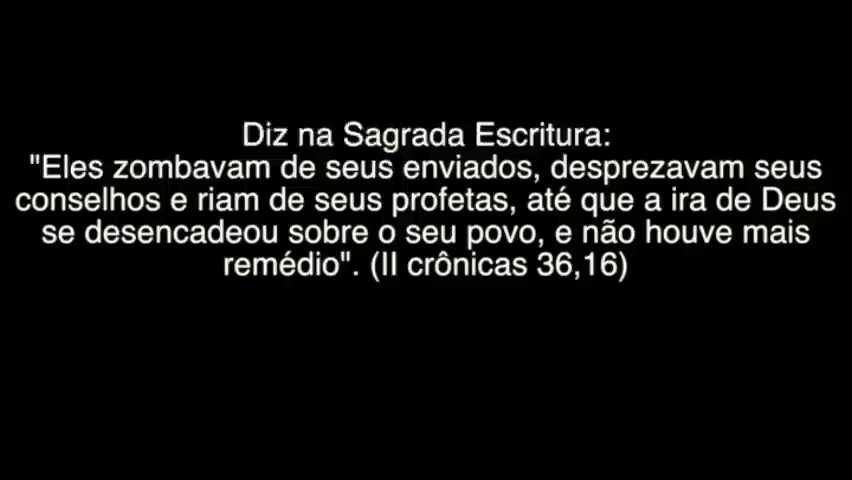 Diz na Sagrada Escritura:
"Eles zombavam de seus enviados, desprezavam seus
conselhos e riam de seus profetas, até que a ira de Deus
se desencadeou sobre o seu povo, e não houve mais
remédio". (II crônicas 36,16)